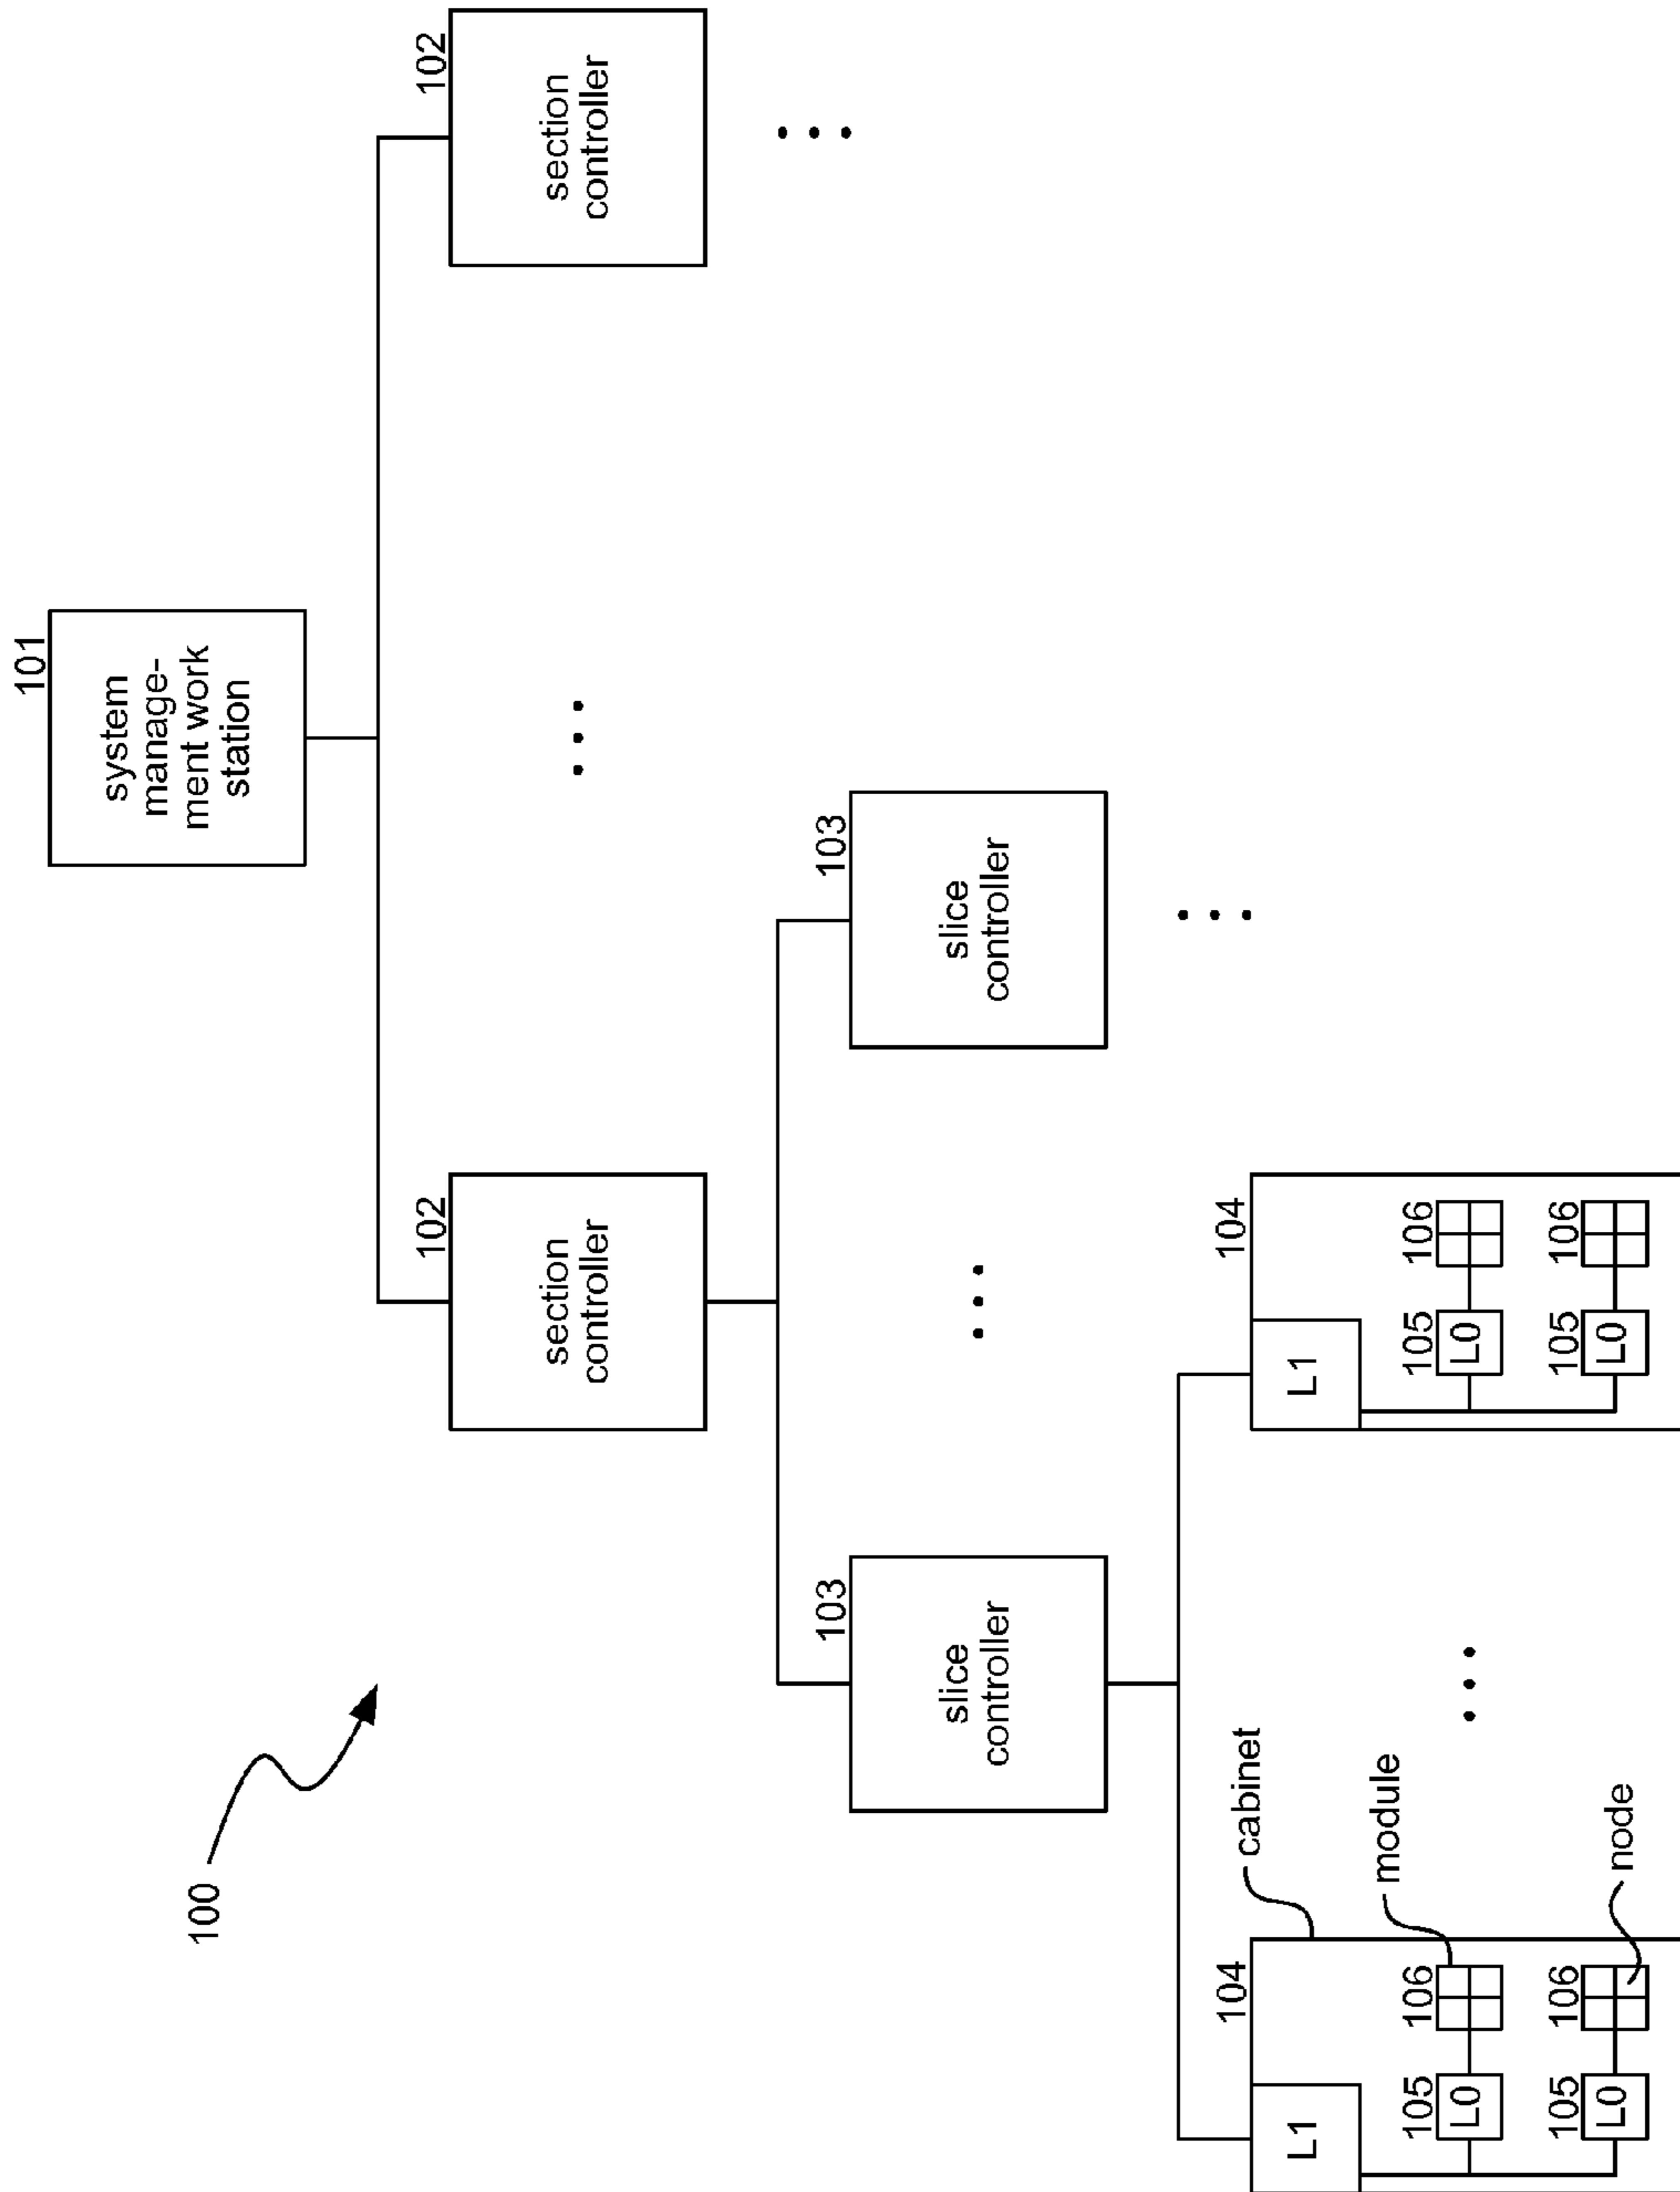 100
101
system
manage-
ment work
station
102
section
controller
102
section
controller
...
...
103
slice
controller
103
slice
controller
...
...
cabinet
module
node
104
L1
105
L0
106
105
L0
106
...
104
L1
105
L0
106
105
L0
106